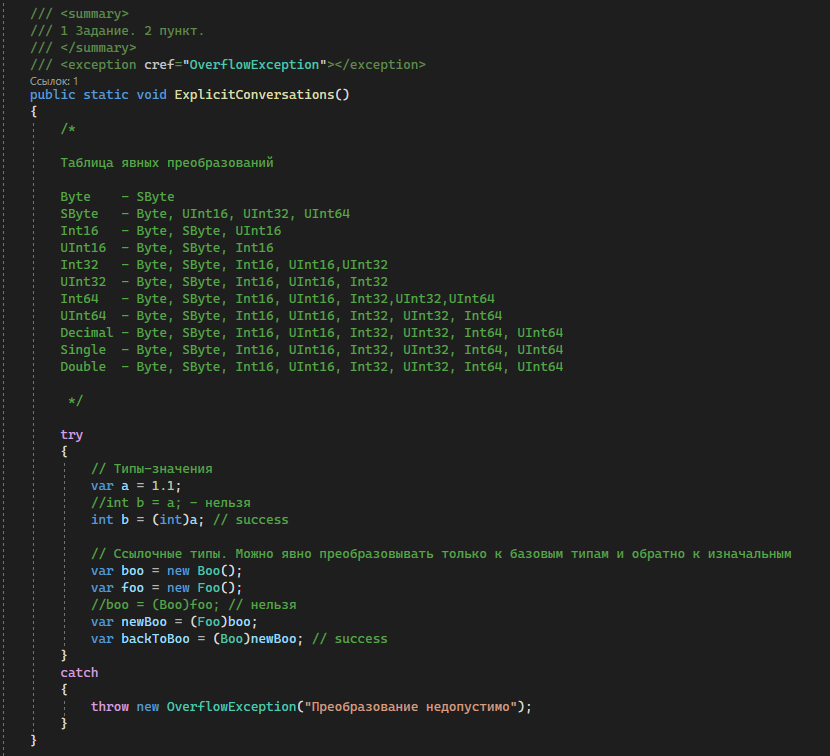 /// <summary>
/// 1 Задание. 2 пункт.
/// </summary>
/// <exception cref="OverflowException"></exception>
Ссылок: 1
public static void ExplicitConversations()
{
/*
Таблица явных преобразований
Byte    - SByte
SByte   - Byte, UInt16, UInt32, UInt64
Int16   - Byte, SByte, UInt16
UInt16  - Byte, SByte, Int16
Int32   - Byte, SByte, Int16, UInt16,UInt32
UInt32  - Byte, SByte, Int16, UInt16, Int32
Int64   - Byte, SByte, Int16, UInt16, Int32,UInt32,UInt64
UInt64  - Byte, SByte, Int16, UInt16, Int32, UInt32, Int64
Decimal - Byte, SByte, Int16, UInt16, Int32, UInt32, Int64, UInt64
Single  - Byte, SByte, Int16, UInt16, Int32, UInt32, Int64, UInt64
Double  - Byte, SByte, Int16, UInt16, Int32, UInt32, Int64, UInt64
*/
try
{
// Типы-значения
var a = 1.1;
//int b = a; - нельзя
int b = (int)a; // success
// Ссылочные типы. Можно явно преобразовывать только к базовым типам и обратно к изначальным
var boo = new Boo();
var foo = new Foo();
//boo = (Boo)foo; // нельзя
var newBoo = (Foo)boo;
var backToBoo = (Boo)newBoo; // success
}
catch
{
throw new OverflowException("Преобразование недопустимо");
}
}